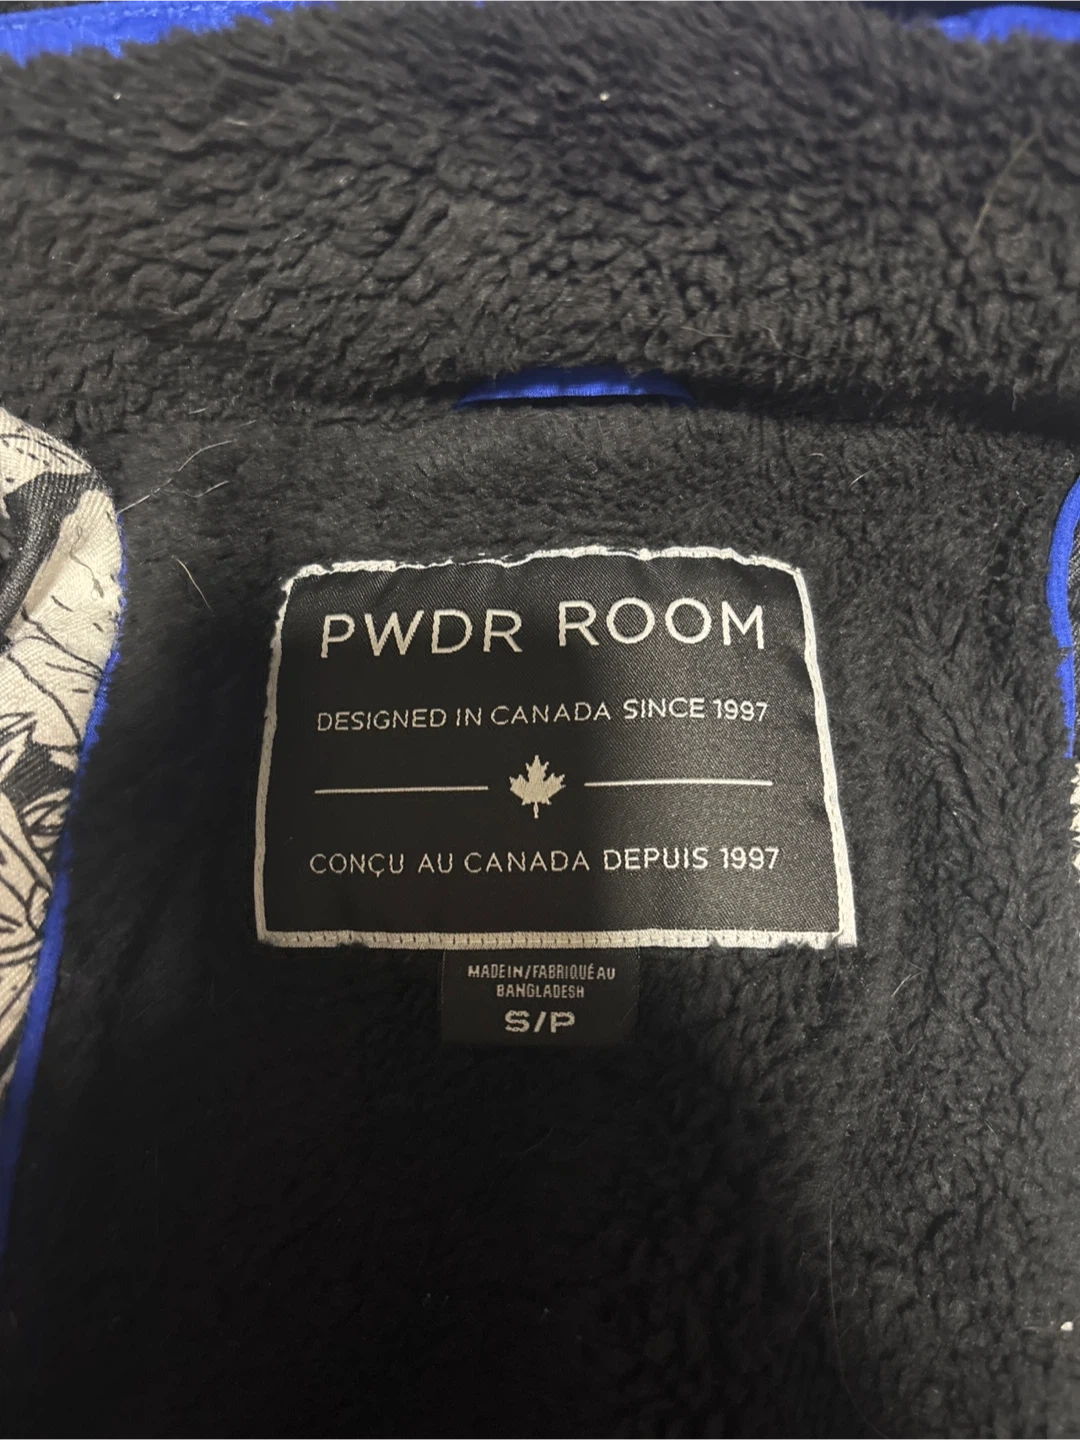 PWDR ROOM
DESIGNED IN CANADA SINCE 1997
CONÇU AU CANADA DEPUIS 1997
MADE IN/FABRIQUÉ AU
BANGLADESH
S/P